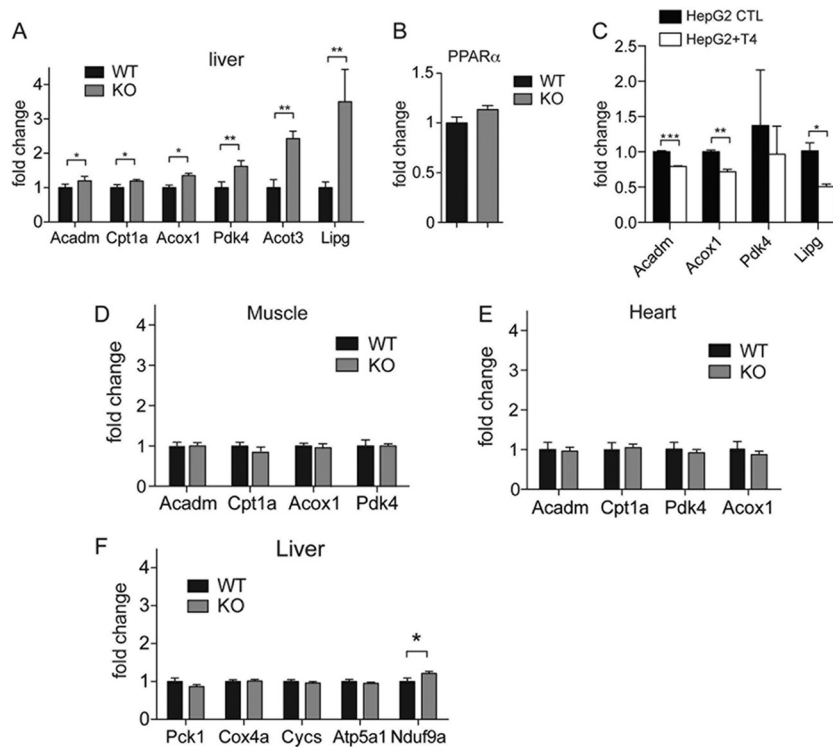 A
liver
WT
KO
fold change
4
3
2
1
0
*
*
*
**
**
**
Acadm Cpt1a Acox1 Pdk4 Acot3 Lipg
B
PPARα
WT
KO
fold change
1.5
1
0.5
0
C
HepG2 CTL
HepG2+T4
fold change
2.5
2.0
1.5
1.0
0.5
0.0
***
**
*
Acadm
Acox1
Pdk4
Lipg
D
Muscle
WT
KO
fold change
4
3
2
1
0
Acadm Cpt1a Acox1 Pdk4
E
Heart
WT
KO
fold change
4
3
2
1
0
Acadm Cpt1a Pdk4 Acox1
F
Liver
WT
KO
fold change
4
3
2
1
0
*
Pck1 Cox4a Cycs Atp5a1 Nduf9a